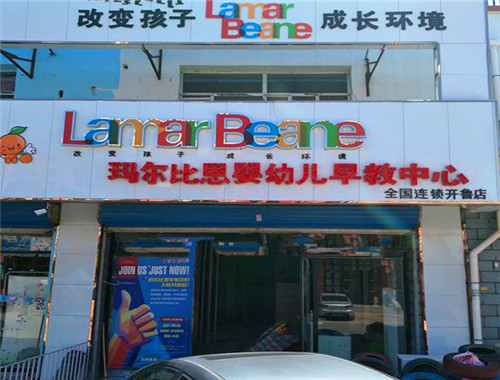 改变孩子 Lamar Beane 成长环境
Lamar Beane
改变孩子 成长环境
玛尔比恩婴幼儿早教中心
全国连锁开鲁店
JOIN US "JUST NOW!